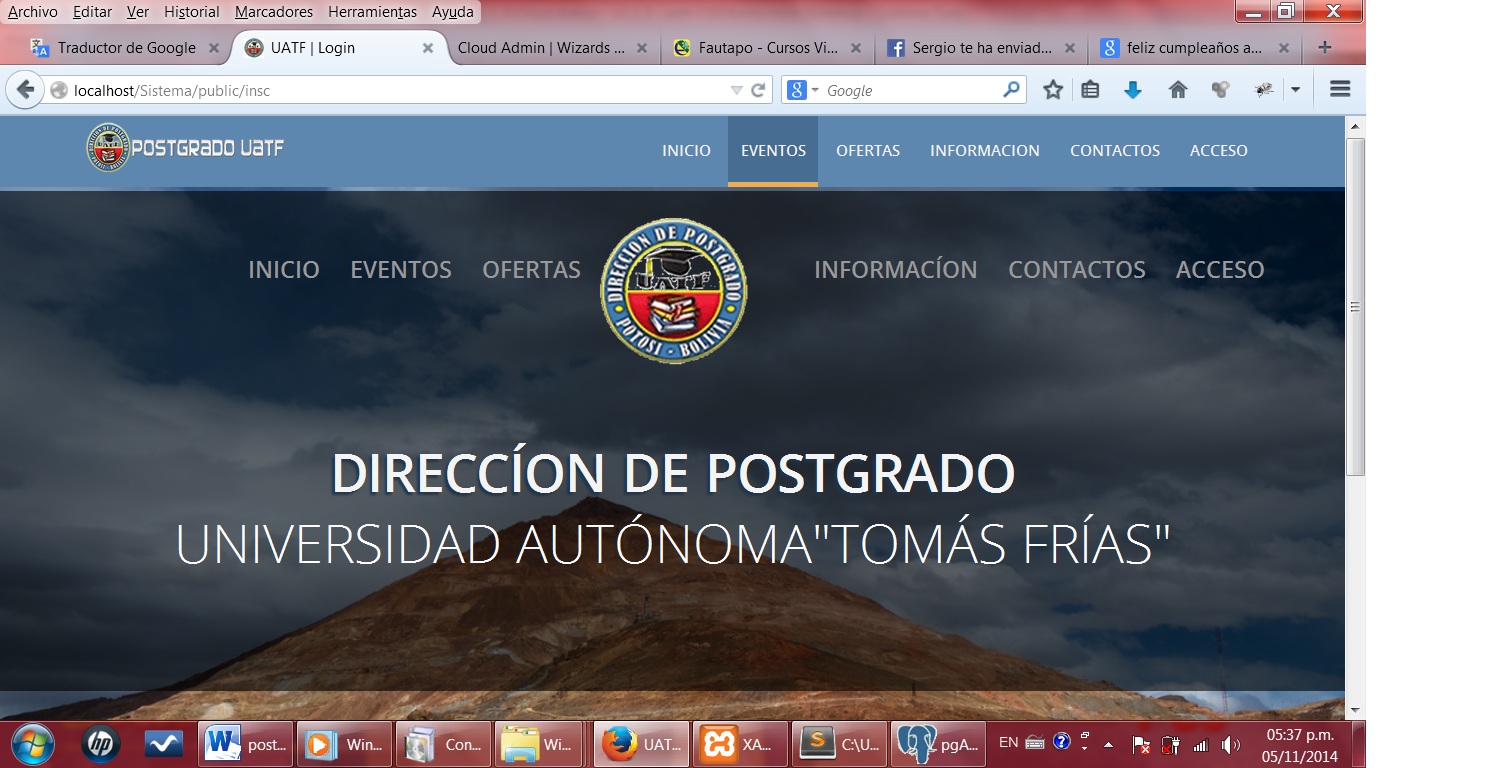 Archivo Editar Ver Historial Marcadores Herramientas Ayuda
Traductor de Google UATF | Login Cloud Admin | Wizards ... Fautapo - Cursos Vi... Sergio te ha enviad... feliz cumpleaños a...
localhost/Sistema/public/insc Google
POSTGRADO UATF INICIO EVENTOS OFERTAS INFORMACION CONTACTOS ACCESO
INICIO EVENTOS OFERTAS INFORMACÍON CONTACTOS ACCESO
DIRECCION DE POSTGRADO
UATF
POTOSI - BOLIVIA
DIRECCÍON DE POSTGRADO
UNIVERSIDAD AUTÓNOMA"TOMÁS FRÍAS"
post... Win... Con... Wi... UAT... XA... C:\U... pgA... EN 05:37 p.m.
05/11/2014